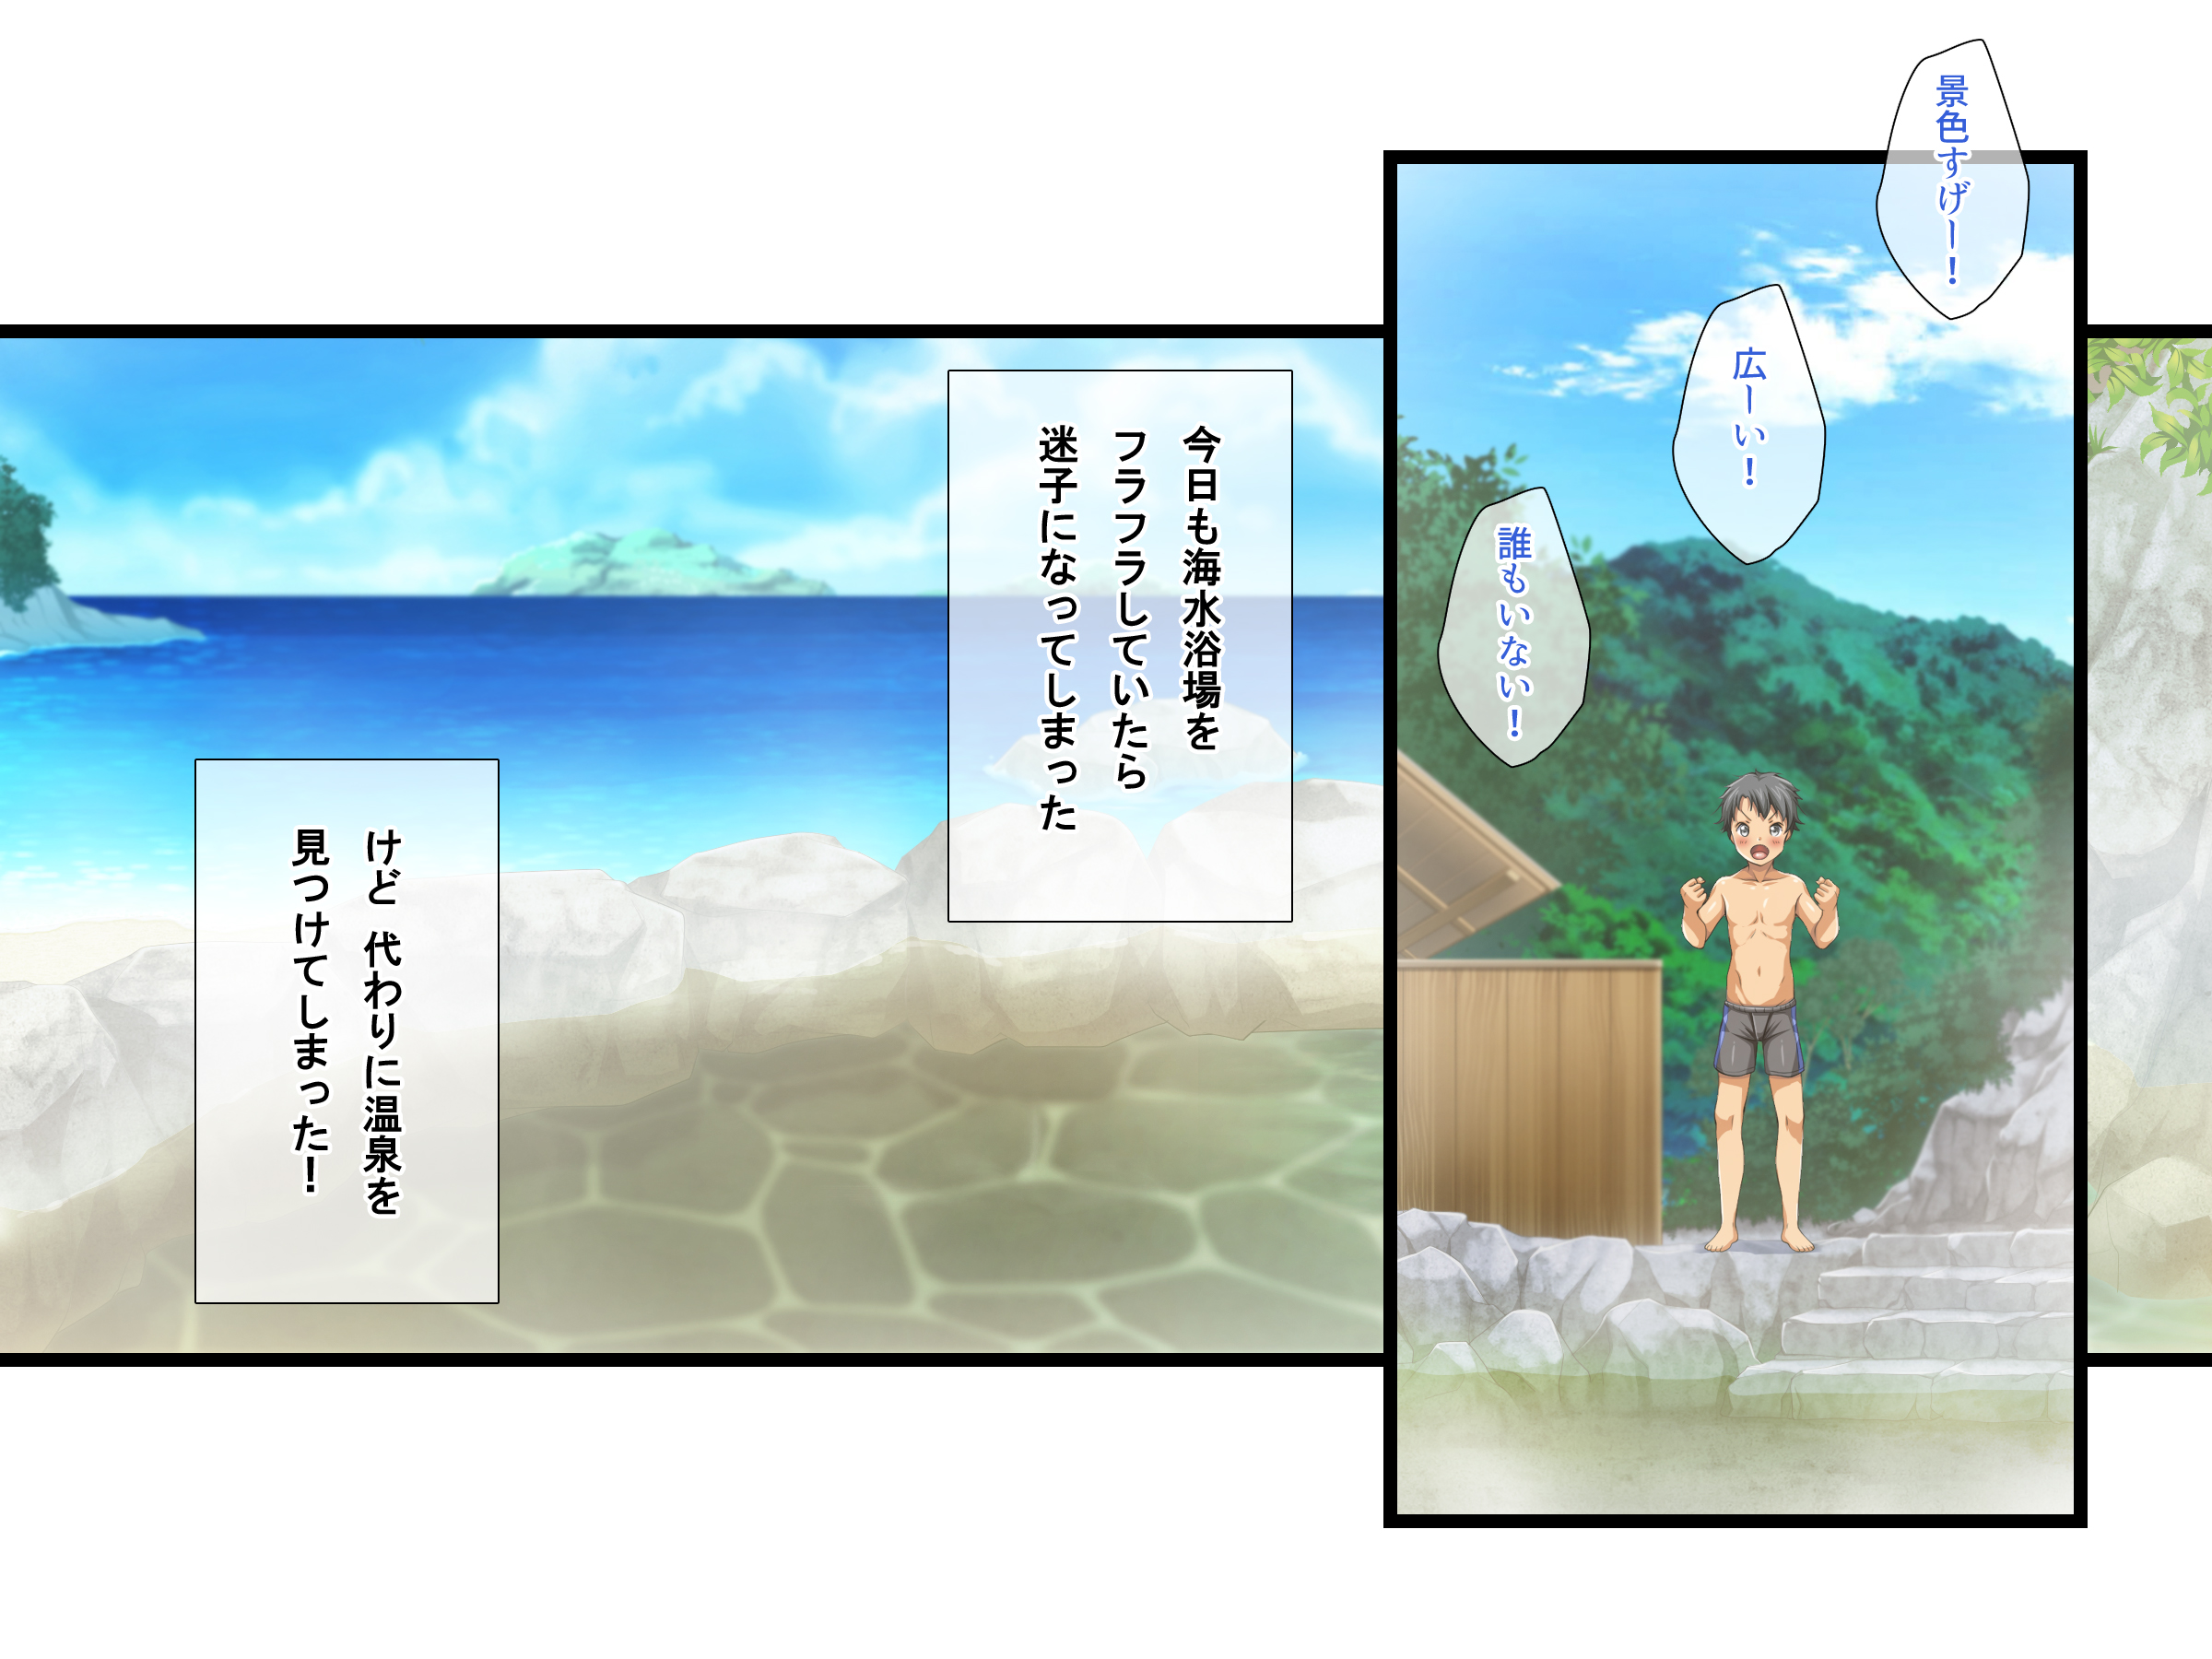 景色すげー！
広ーい！
誰もいない！
今日も海水浴場を
フラフラしていたら
迷子になってしまった
けど 代わりに温泉を
見つけてしまった！